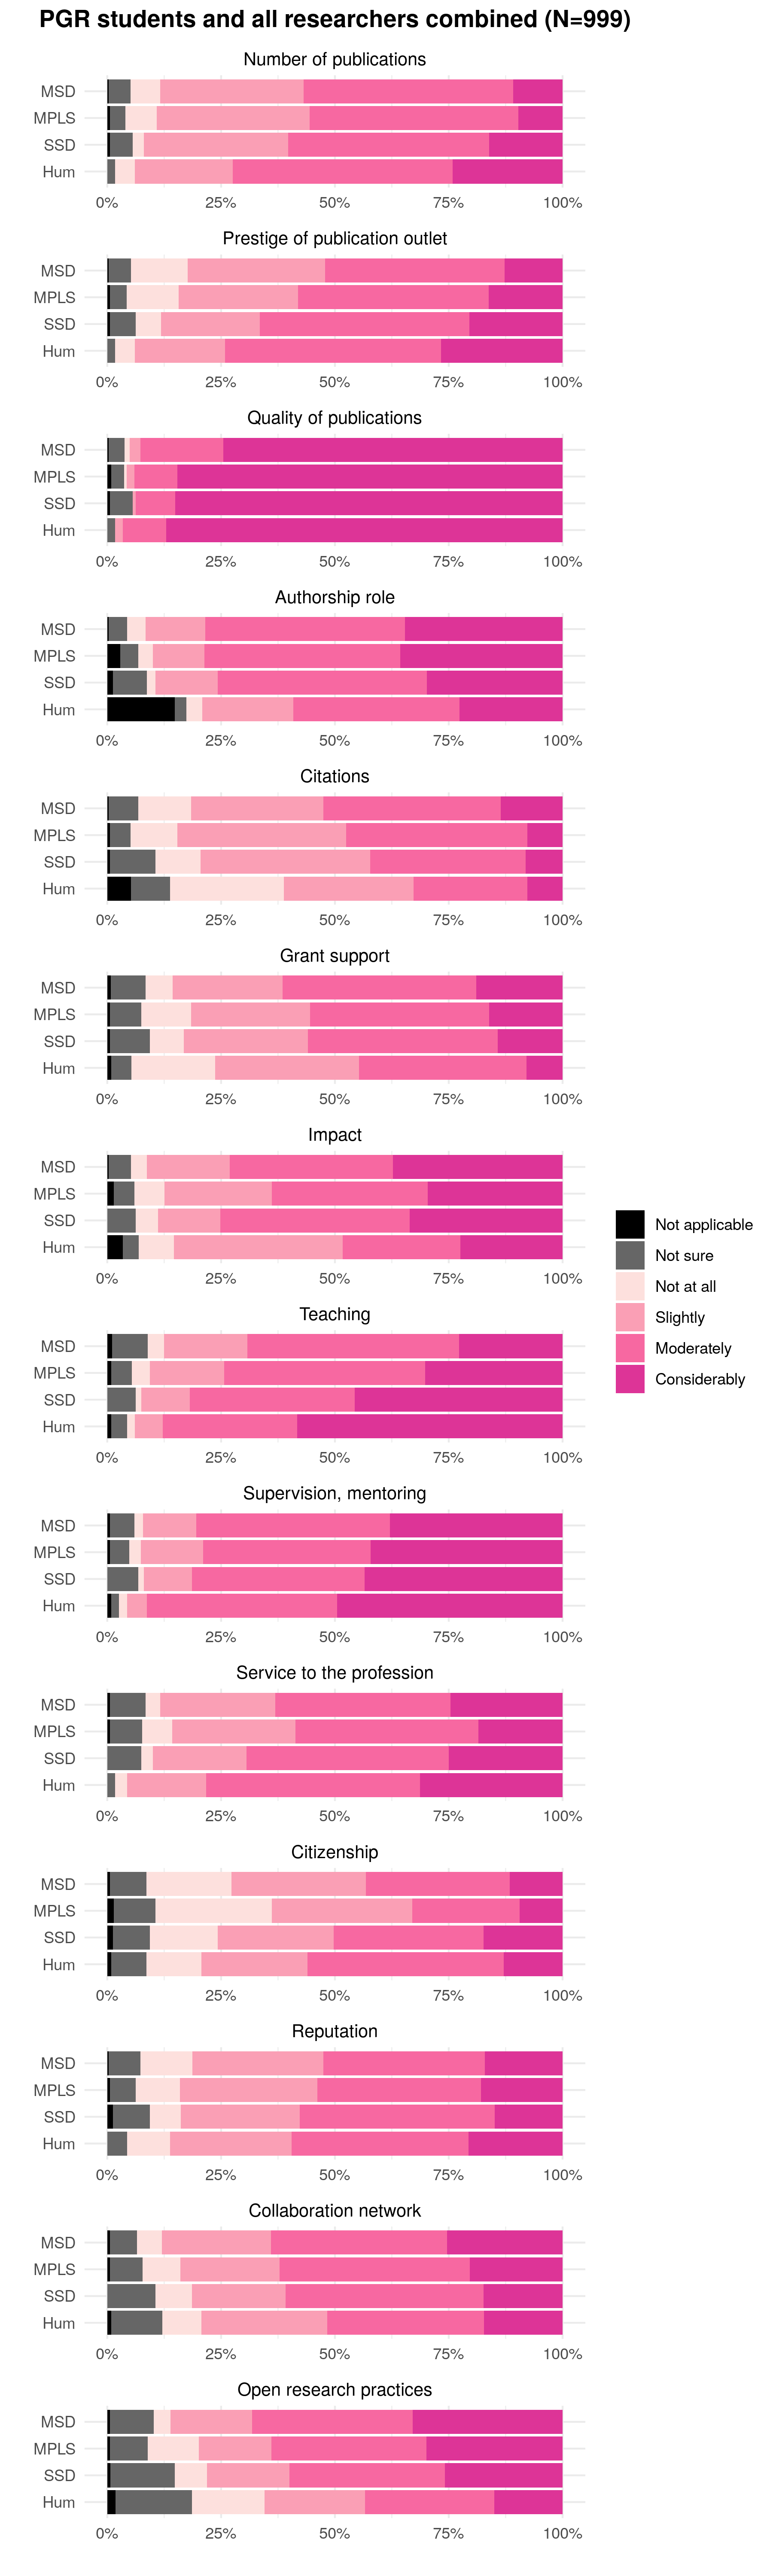 PGR students and all researchers combined (N=999)
Number of publications
MSD
MPLS
SSD
Hum
0% 25% 50% 75% 100%
Prestige of publication outlet
MSD
MPLS
SSD
Hum
0% 25% 50% 75% 100%
Quality of publications
MSD
MPLS
SSD
Hum
0% 25% 50% 75% 100%
Authorship role
MSD
MPLS
SSD
Hum
0% 25% 50% 75% 100%
Citations
MSD
MPLS
SSD
Hum
0% 25% 50% 75% 100%
Grant support
MSD
MPLS
SSD
Hum
0% 25% 50% 75% 100%
Impact
MSD
MPLS
SSD
Hum
0% 25% 50% 75% 100%
Not applicable
Not sure
Not at all
Slightly
Moderately
Considerably
Teaching
MSD
MPLS
SSD
Hum
0% 25% 50% 75% 100%
Supervision, mentoring
MSD
MPLS
SSD
Hum
0% 25% 50% 75% 100%
Service to the profession
MSD
MPLS
SSD
Hum
0% 25% 50% 75% 100%
Citizenship
MSD
MPLS
SSD
Hum
0% 25% 50% 75% 100%
Reputation
MSD
MPLS
SSD
Hum
0% 25% 50% 75% 100%
Collaboration network
MSD
MPLS
SSD
Hum
0% 25% 50% 75% 100%
Open research practices
MSD
MPLS
SSD
Hum
0% 25% 50% 75% 100%